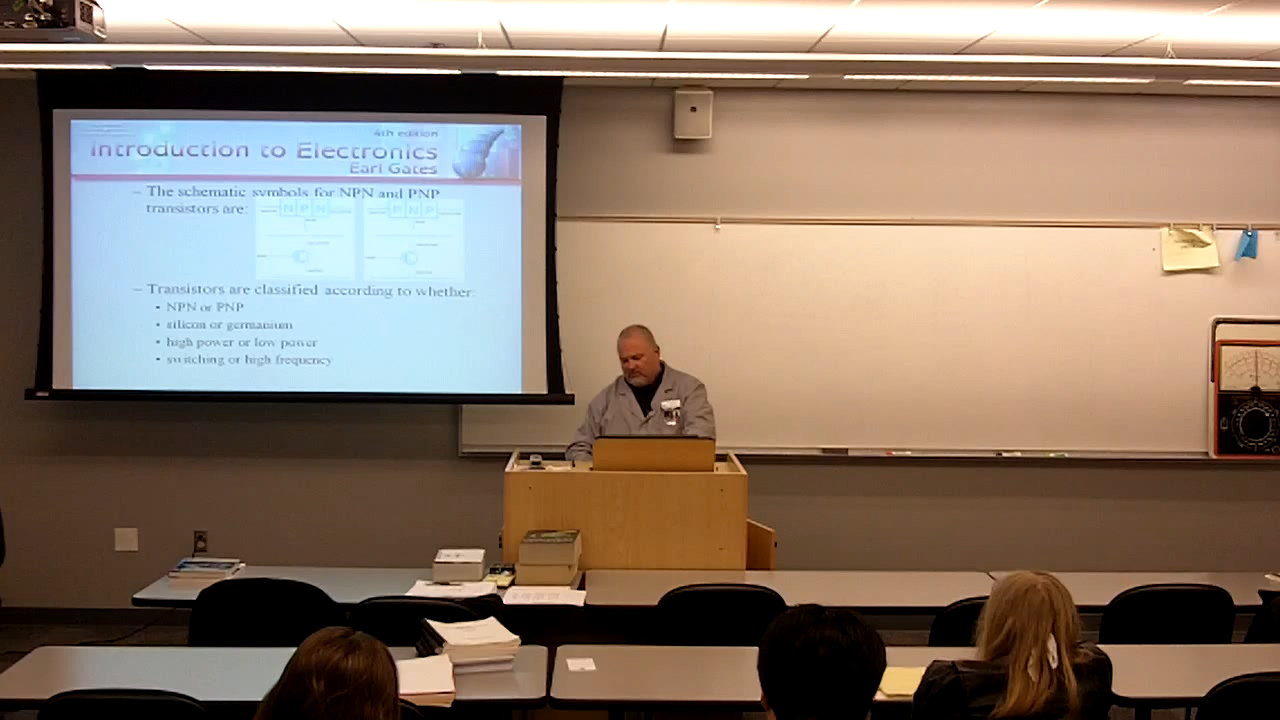 4th edition
Introduction to Electronics
Earl Gates
– The schematic symbols for NPN and PNP
transistors are:
N P N
P N P
– Transistors are classified according to whether:
• NPN or PNP
• silicon or germanium
• high power or low power
• switching or high frequency